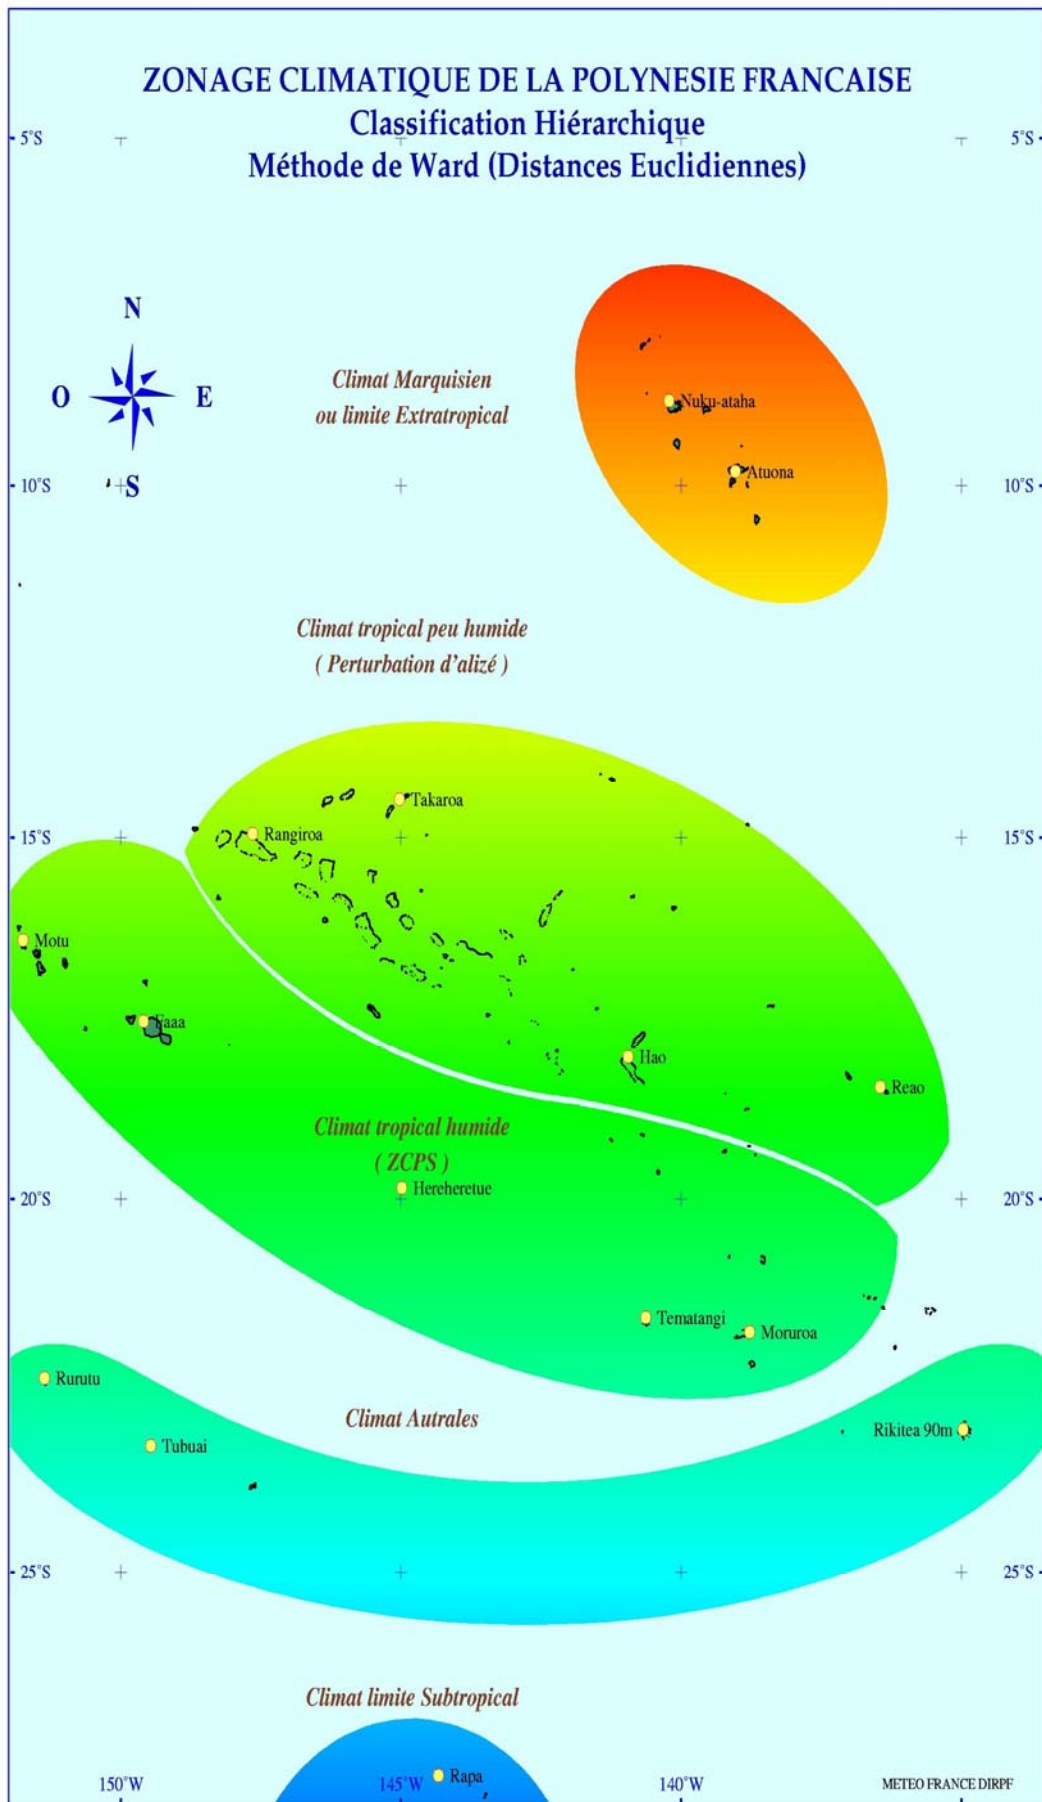 ZONAGE CLIMATIQUE DE LA POLYNESIE FRANCAISE
Classification Hiérarchique
5°S
5°S
Méthode de Ward (Distances Euclidiennes)
N
Climat Marquisien
O
E
Nuku-ataha
ou limite Extratropical
Atuona
10°S
S
10°S
Climat tropical peu humide
( Perturbation d'alizé )
Takaroa
Rangiroa
15°S
15°S
Motu
Faaa
Hao
Reao
Climat tropical humide
( ZCPS )
Hereheretue
20°S
20°S
Tematangi
Moruroa
Rurutu
Climat Autrales
Rikitea 90m
Tubuai
25°S
25°S
Climat limite Subtropical
Rapa
150°W
145°W
140°W
METEO FRANCE DIRPF